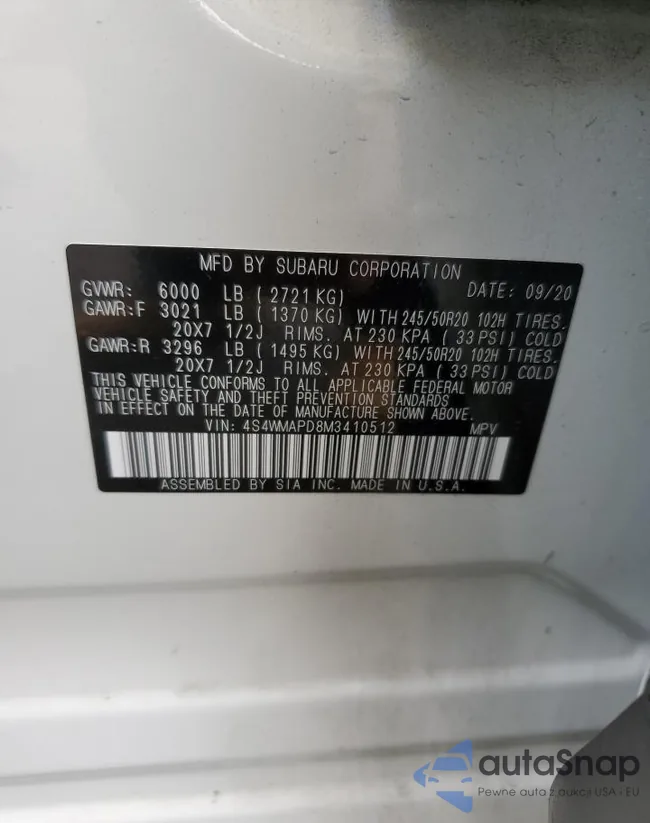 MFD BY SUBARU CORPORATION DATE: 09/20
GVWR: 6000 LB ( 2721 KG)
GAWR:F 3021 LB ( 1370 KG) WITH 245/50R20 102H TIRES.
20X7 1/2J RIMS. AT 230 KPA ( 33 PSI) COLD
GAWR:R 3296 LB ( 1495 KG) WITH 245/50R20 102H TIRES.
20X7 1/2J RIMS. AT 230 KPA ( 33 PSI) COLD
THIS VEHICLE CONFORMS TO ALL APPLICABLE FEDERAL MOTOR
VEHICLE SAFETY AND THEFT PREVENTION STANDARDS
IN EFFECT ON THE DATE OF MANUFACTURE SHOWN ABOVE.
VIN: 4S4WMAPD8M3410512 MPV
ASSEMBLED BY SIA INC. MADE IN U.S.A.
autoSnap
Pewne auta z aukcji USA - EU